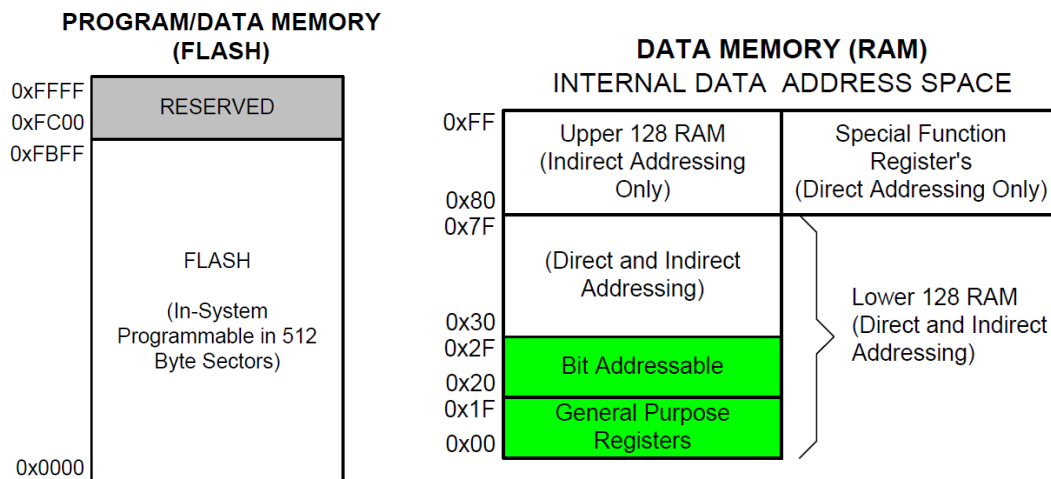 PROGRAM/DATA MEMORY
(FLASH)
0xFFFF
RESERVED
0xFC00
0xFBFF
FLASH
(In-System
Programmable in 512
Byte Sectors)
0x0000
DATA MEMORY (RAM)
INTERNAL DATA ADDRESS SPACE
0xFF
Upper 128 RAM
(Indirect Addressing
Only)
Special Function
Register's
(Direct Addressing Only)
0x80
0x7F
(Direct and Indirect
Addressing)
Lower 128 RAM
(Direct and Indirect
Addressing)
0x30
0x2F
Bit Addressable
0x20
0x1F
General Purpose
Registers
0x00